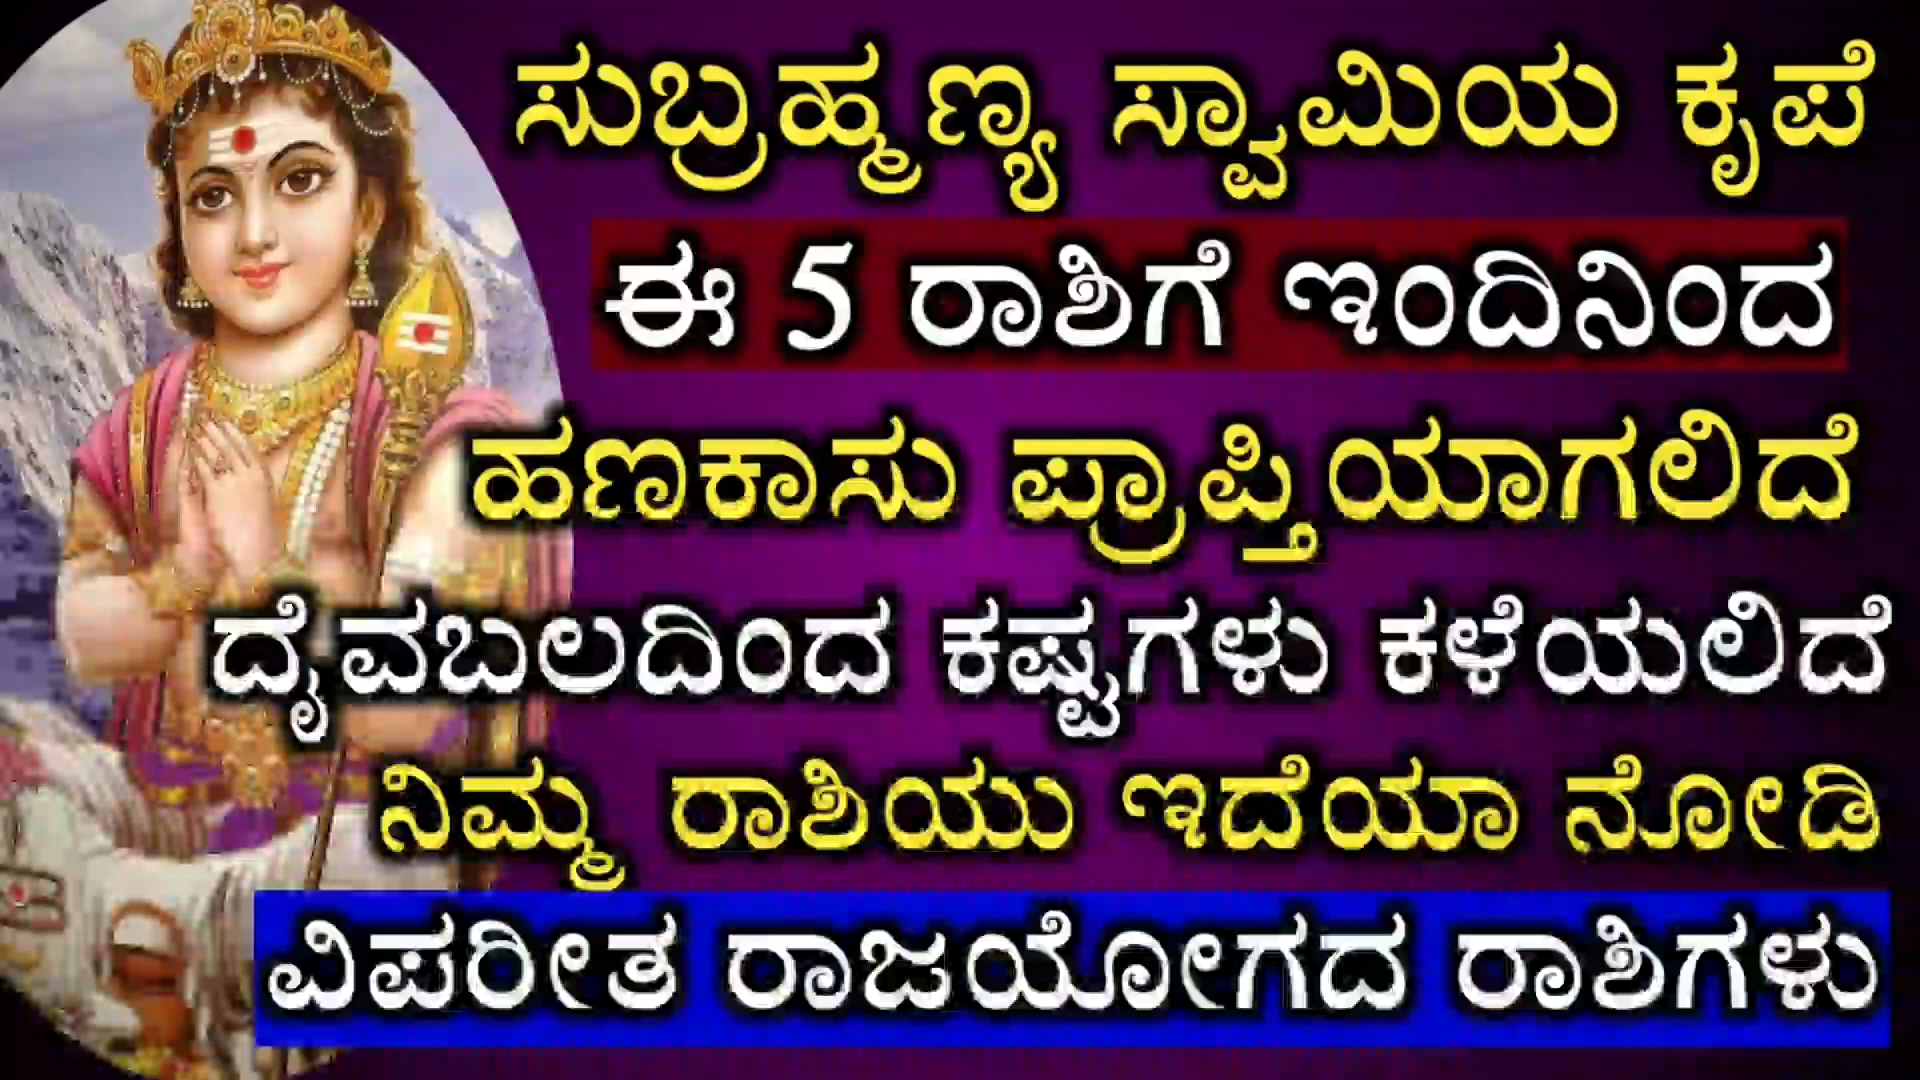 ಸುಬ್ರಹ್ಮಣ್ಯ ಸ್ವಾಮಿಯ ಕೃಪೆ
ಈ 5 ರಾಶಿಗೆ ಇಂದಿನಿಂದ
ಹಣಕಾಸು ಪ್ರಾಪ್ತಿಯಾಗಲಿದೆ
ದೈವಬಲದಿಂದ ಕಷ್ಟಗಳು ಕಳೆಯಲಿದೆ
ನಿಮ್ಮ ರಾಶಿಯು ಇದೆಯಾ ನೋಡಿ
ವಿಪರೀತ ರಾಜಯೋಗದ ರಾಶಿಗಳು